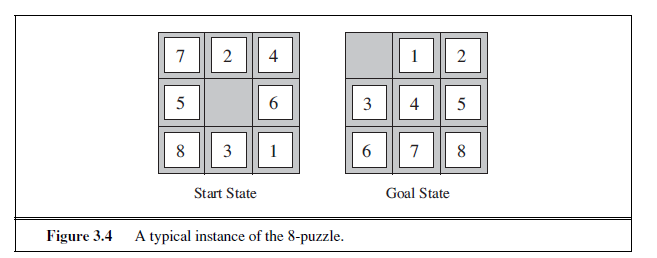 7 2 4
5 6
8 3 1
Start State
1 2
3 4 5
6 7 8
Goal State
Figure 3.4 A typical instance of the 8-puzzle.